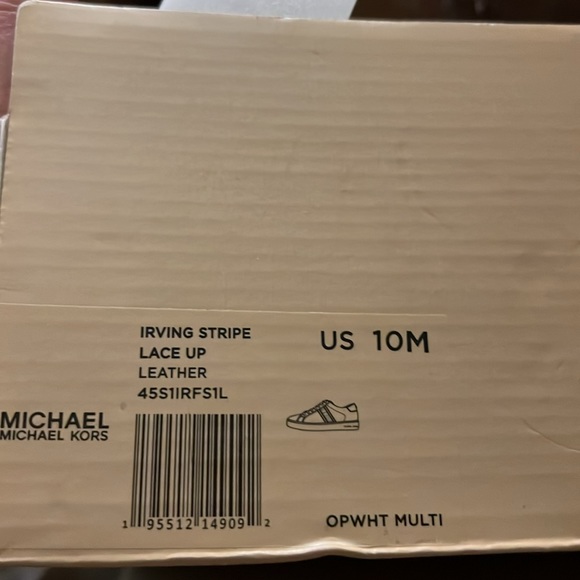 IRVING STRIPE
LACE UP
LEATHER
45S1IRFS1L
US 10M
MICHAEL
MICHAEL KORS
1 95512 14909 2
OPWHT MULTI